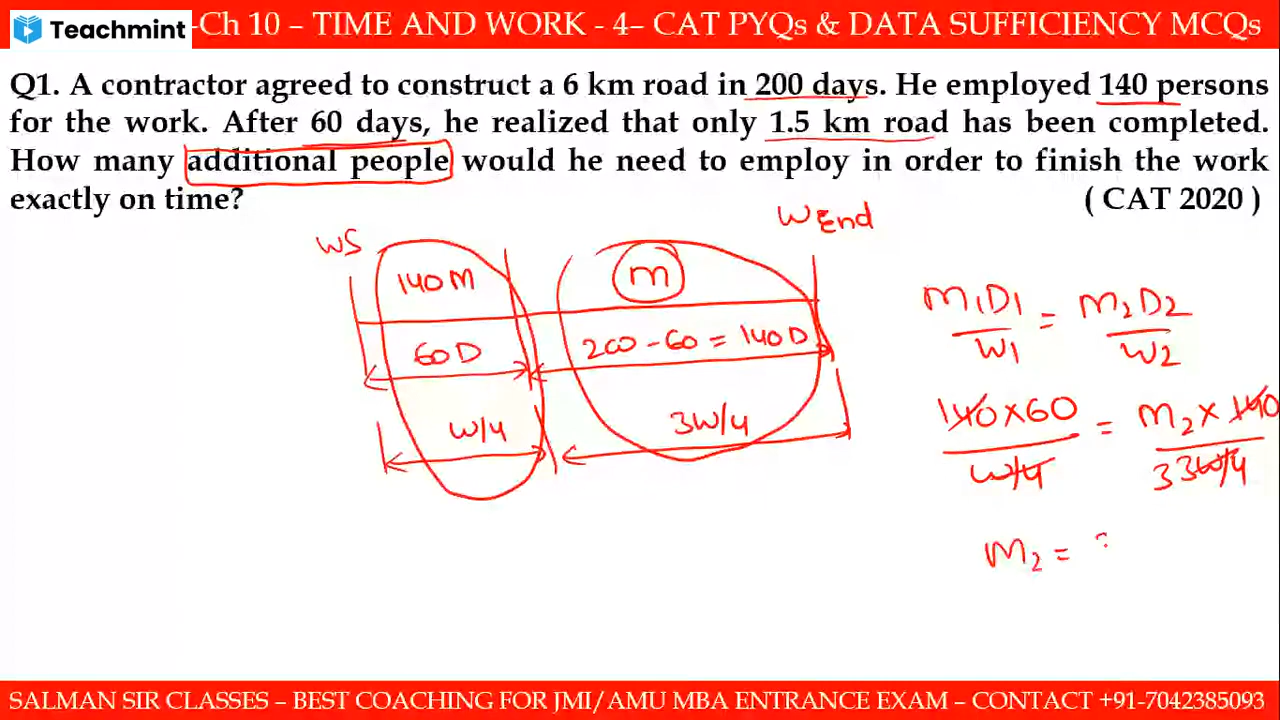 Teachmint -Ch 10 – TIME AND WORK - 4– CAT PYQs & DATA SUFFICIENCY MCQs
Q1. A contractor agreed to construct a 6 km road in 200 days. He employed 140 persons
for the work. After 60 days, he realized that only 1.5 km road has been completed.
How many additional people would he need to employ in order to finish the work
exactly on time? ( CAT 2020 )
WS WEnd
140M m
60D 200-60=140D
W/4 3W/4
M1D1/W1 = M2D2/W2
140×60/W/4 = M2×140/33W/4
M2 =
SALMAN SIR CLASSES – BEST COACHING FOR JMI/AMU MBA ENTRANCE EXAM – CONTACT +91-7042385093